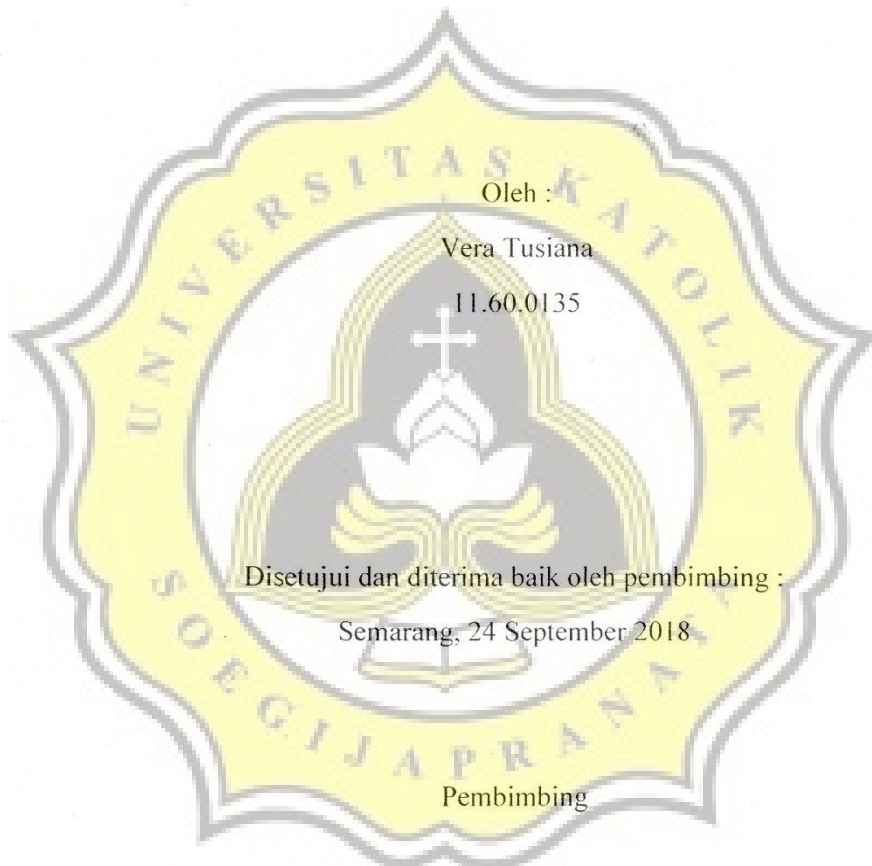 UNIVERSITAS KATOLIK
Oleh :
Vera Tusiana
11.60.0135
Disetujui dan diterima baik oleh pembimbing :
Semarang, 24 September 2018
SOEGIJAPRANATA
Pembimbing